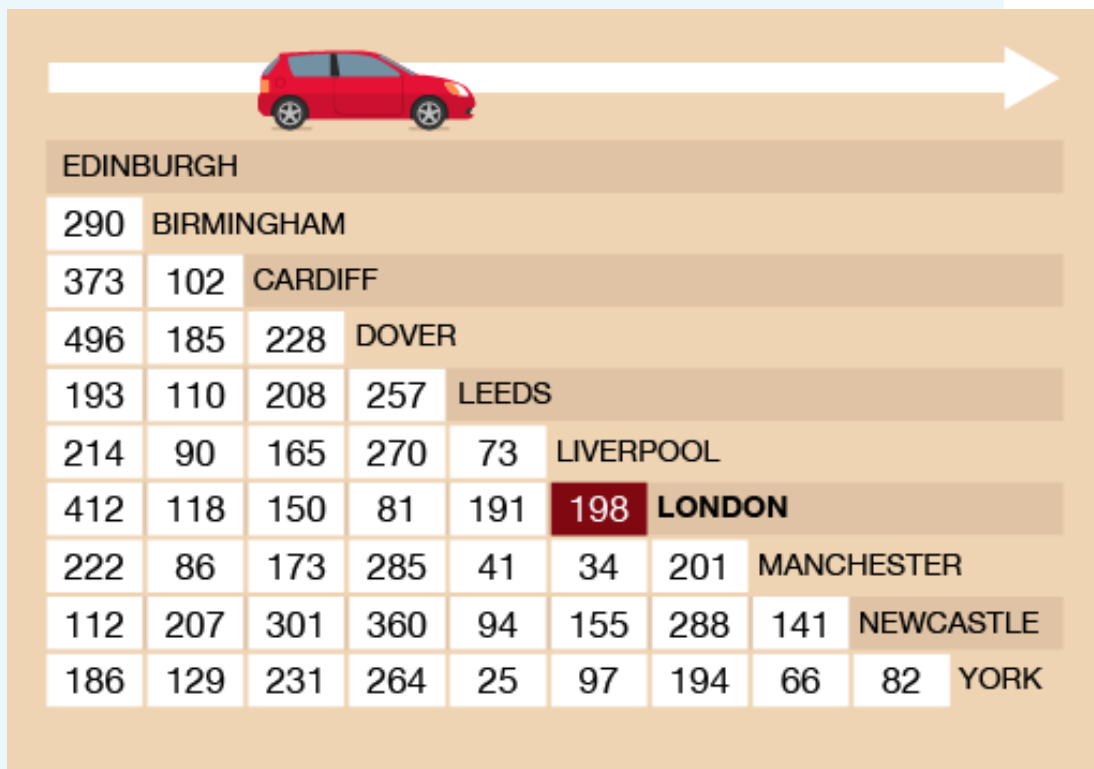 EDINBURGH
290 BIRMINGHAM
373 102 CARDIFF
496 185 228 DOVER
193 110 208 257 LEEDS
214 90 165 270 73 LIVERPOOL
412 118 150 81 191 198 LONDON
222 86 173 285 41 34 201 MANCHESTER
112 207 301 360 94 155 288 141 NEWCASTLE
186 129 231 264 25 97 194 66 82 YORK